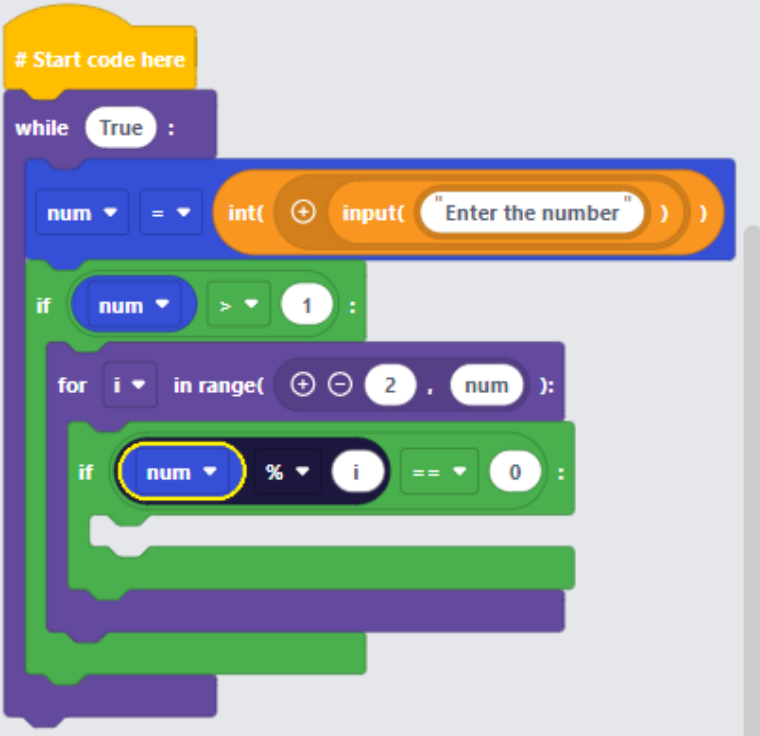 # Start code here
while True :
num = int( input( "Enter the number" ) )
if num > 1 :
for i in range( 2 , num ):
if num % i == 0 :